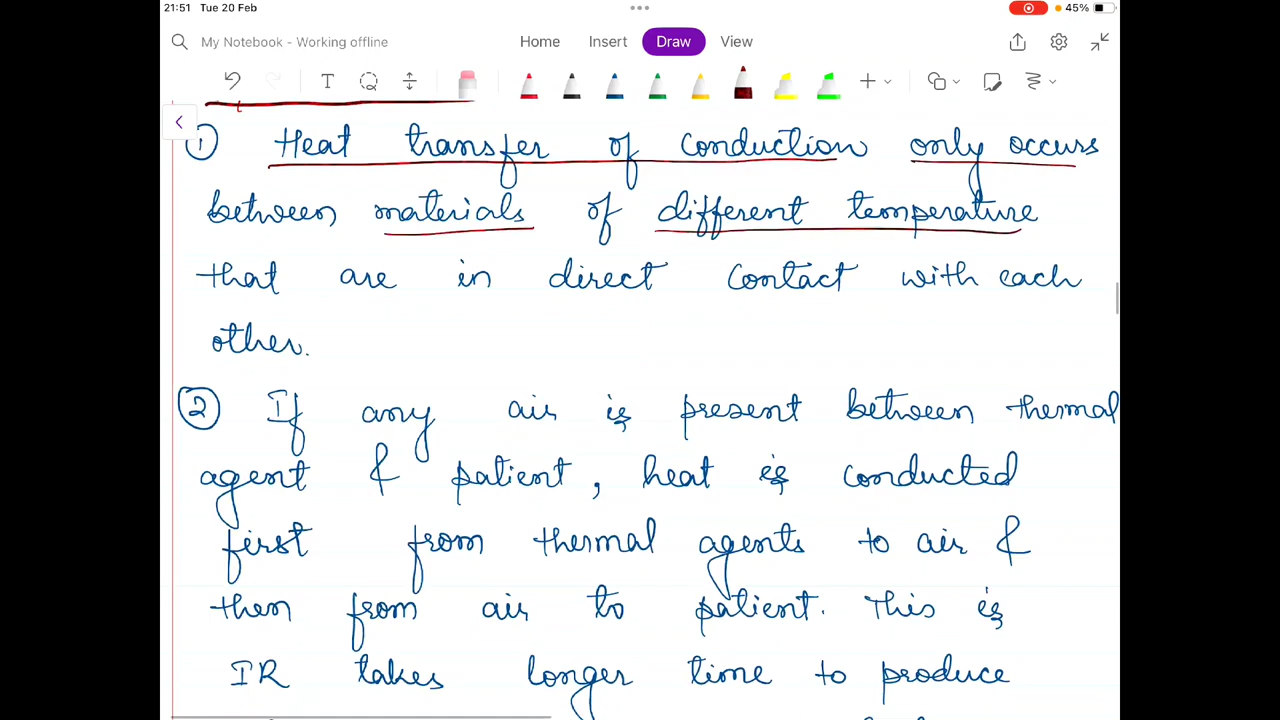 21:51 Tue 20 Feb
45%
My Notebook - Working offline
Home Insert Draw View
T
1 Heat transfer of conduction only occurs
between materials of different temperature
that are in direct contact with each
other.
2 If any air is present between thermal
agent & patient, heat is conducted
first from thermal agents to air &
then from air to patient. This is
IR takes longer time to produce